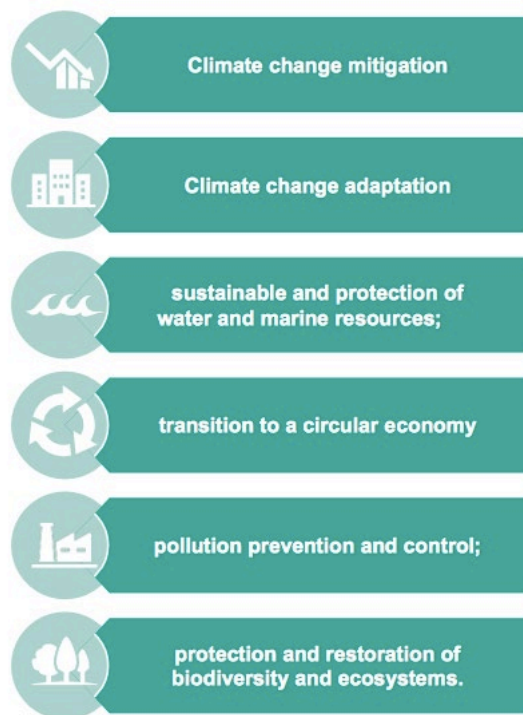 Climate change mitigation
Climate change adaptation
sustainable and protection of
water and marine resources;
transition to a circular economy
pollution prevention and control;
protection and restoration of
biodiversity and ecosystems.